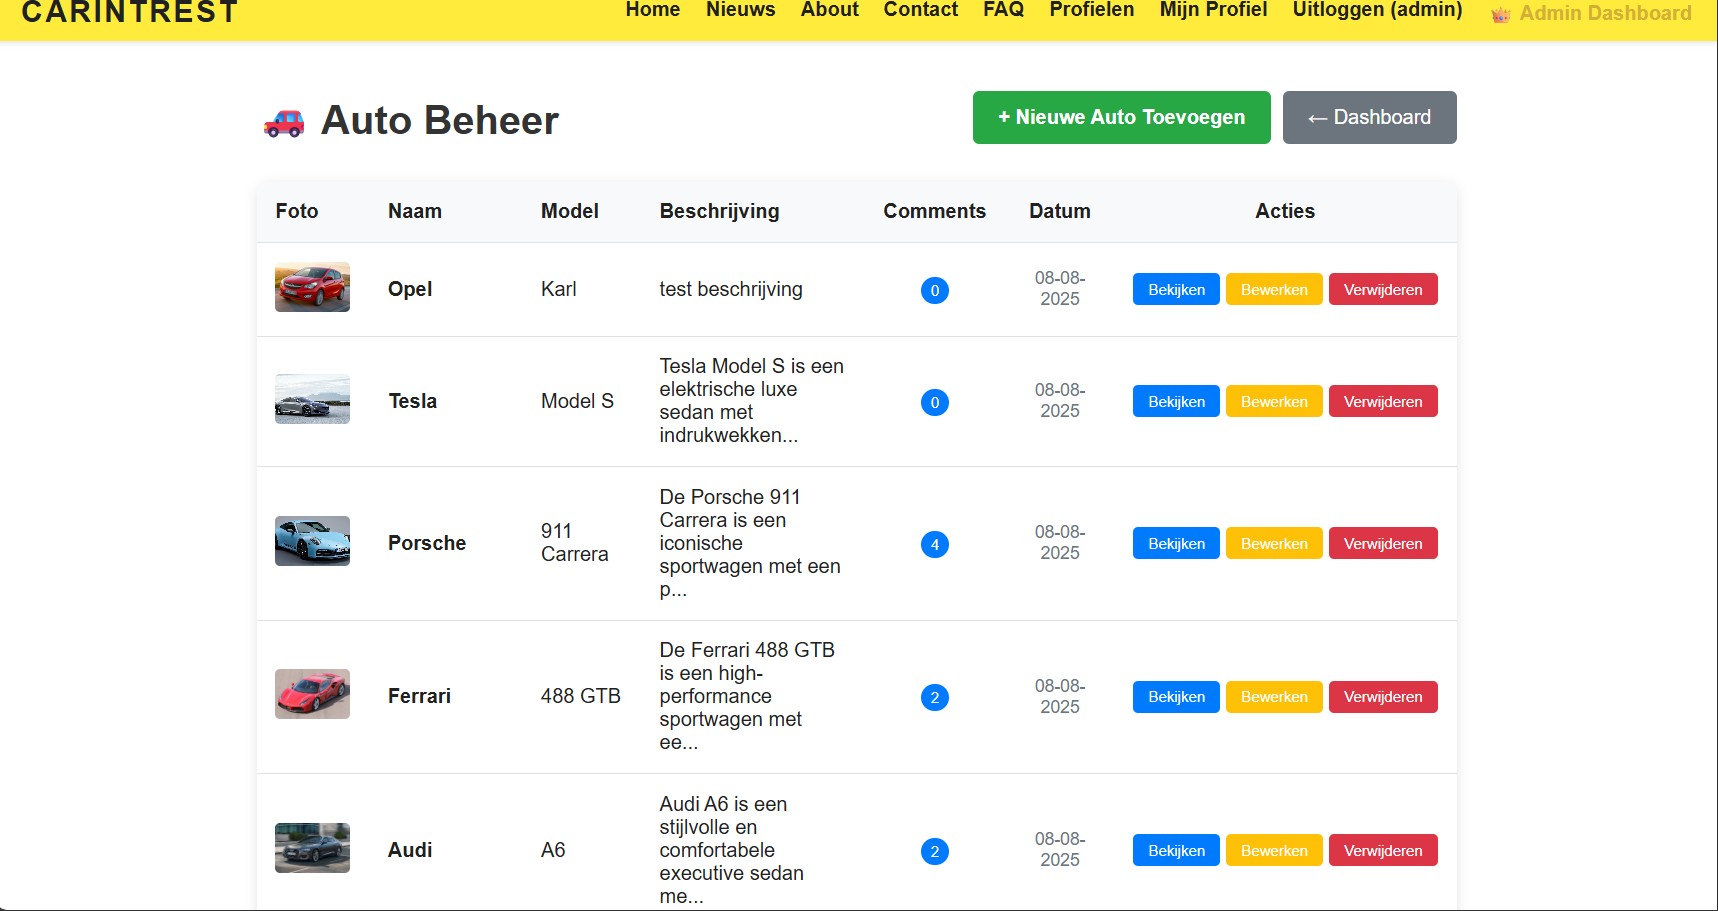 CARINTREST
Home Nieuws About Contact FAQ Profielen Mijn Profiel Uitloggen (admin) Admin Dashboard
Auto Beheer
+ Nieuwe Auto Toevoegen
← Dashboard
Foto Naam Model Beschrijving Comments Datum Acties
Opel Karl test beschrijving 0 08-08-
2025
Bekijken Bewerken Verwijderen
Tesla Model S
Tesla Model S is een
elektrische luxe
sedan met
indrukwekken...
0
08-08-
2025
Bekijken Bewerken Verwijderen
Porsche
911
Carrera
De Porsche 911
Carrera is een
iconische
sportwagen met een
p...
4
08-08-
2025
Bekijken Bewerken Verwijderen
Ferrari 488 GTB
De Ferrari 488 GTB
is een high-
performance
sportwagen met
ee...
2
08-08-
2025
Bekijken Bewerken Verwijderen
Audi A6
Audi A6 is een
stijlvolle en
comfortabele
executive sedan
me...
2
08-08-
2025
Bekijken Bewerken Verwijderen